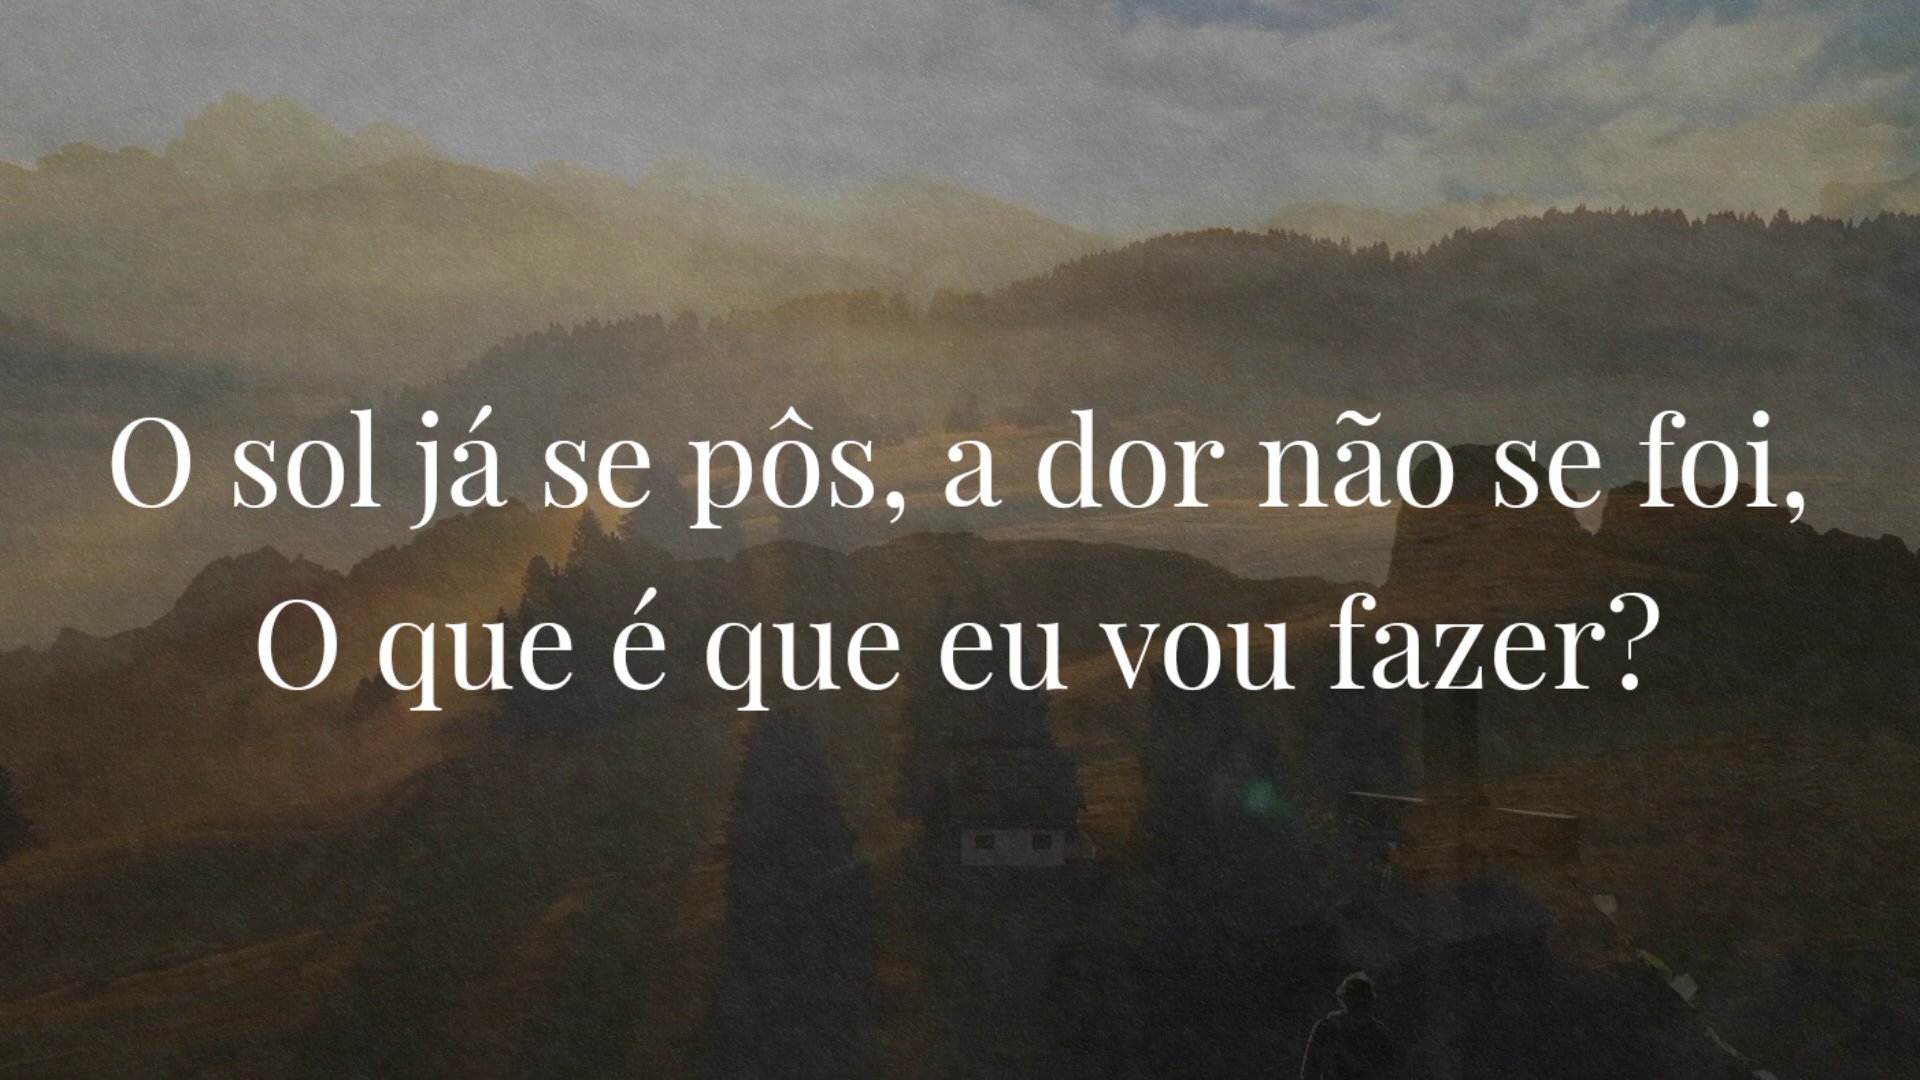 O sol já se pôs, a dor não se foi,
O que é que eu vou fazer?